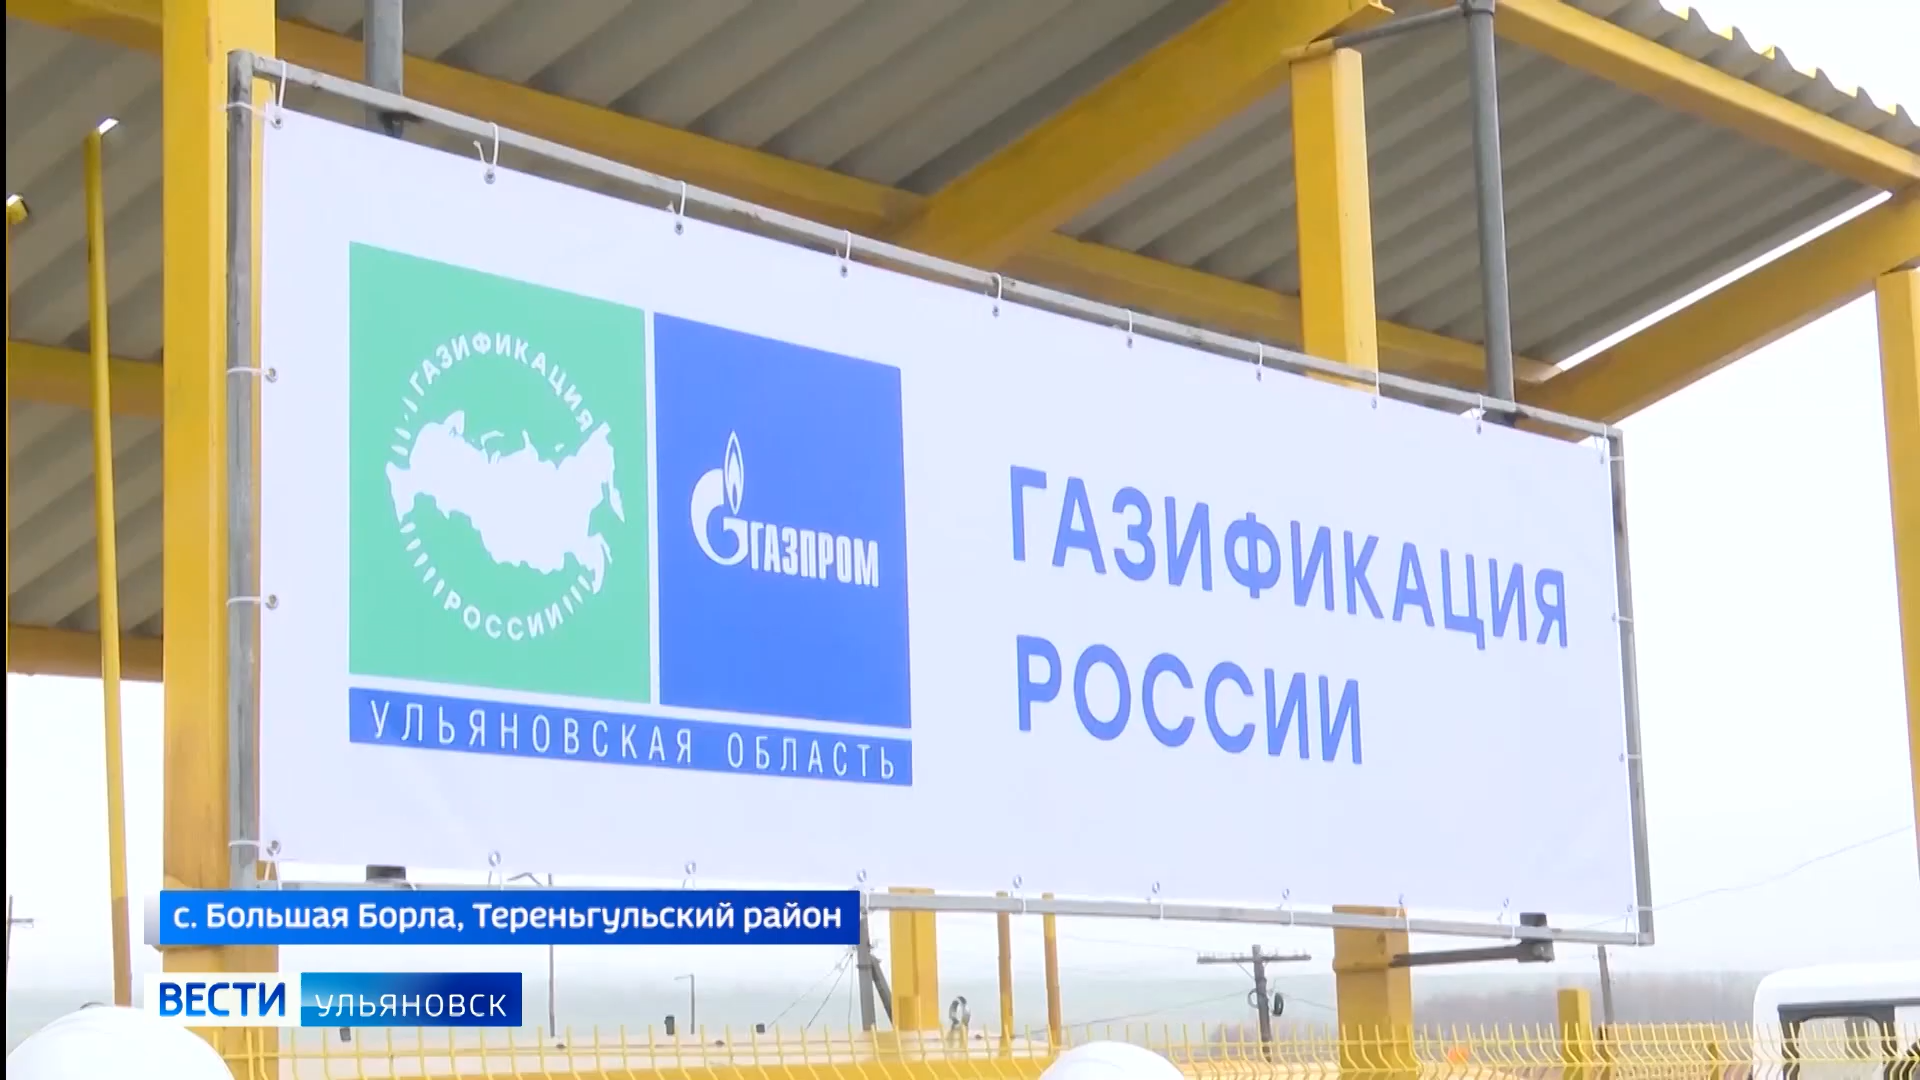 ГАЗИФИКАЦИЯ
РОССИИ
ГАЗПРОМ
УЛЬЯНОВСКАЯ ОБЛАСТЬ
ГАЗИФИКАЦИЯ
РОССИИ
с. Большая Борла, Тереньгульский район
ВЕСТИ УЛЬЯНОВСК